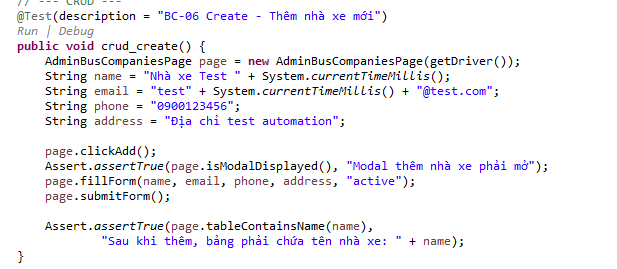 // --- CRUD ---
@Test(description = "BC-06 Create - Thêm nhà xe mới")
Run | Debug
public void crud_create() {
    AdminBusCompaniesPage page = new AdminBusCompaniesPage(getDriver());
    String name = "Nhà xe Test " + System.currentTimeMillis();
    String email = "test" + System.currentTimeMillis() + "@test.com";
    String phone = "0900123456";
    String address = "Địa chỉ test automation";

    page.clickAdd();
    Assert.assertTrue(page.isModalDisplayed(), "Modal thêm nhà xe phải mở");
    page.fillForm(name, email, phone, address, "active");
    page.submitForm();

    Assert.assertTrue(page.tableContainsName(name),
            "Sau khi thêm, bảng phải chứa tên nhà xe: " + name);
}